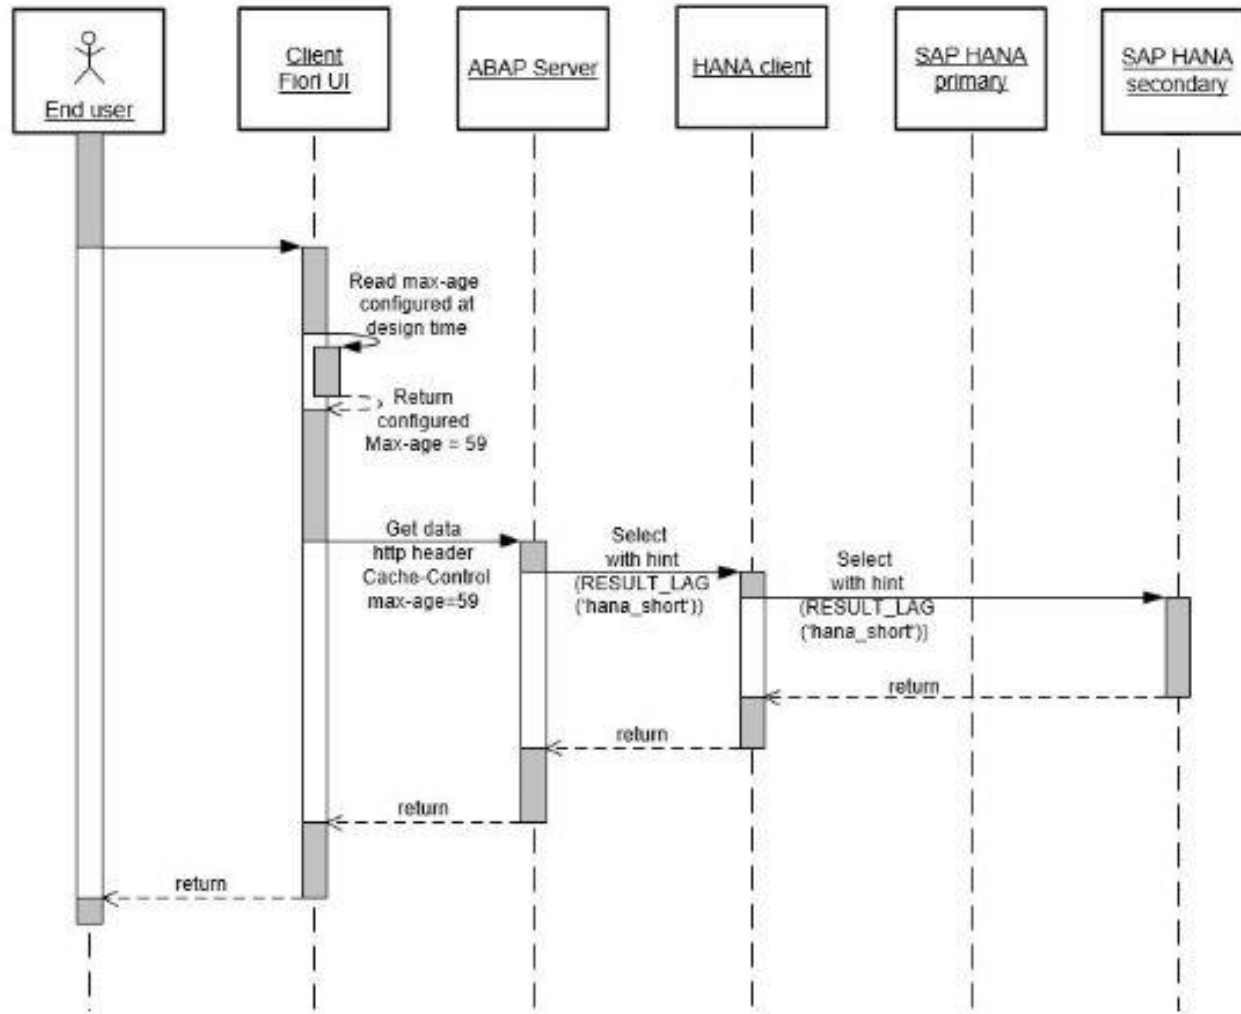 End user
Client
Fiori UI
ABAP Server
HANA client
SAP HANA
primary
SAP HANA
secondary
Read max-age
configured at
design time
Return
configured
Max-age = 59
Get data
http header
Cache-Control
max-age=59
Select
with hint
(RESULT_LAG
('hana_short'))
Select
with hint
(RESULT_LAG
('hana_short'))
return
return
return
return